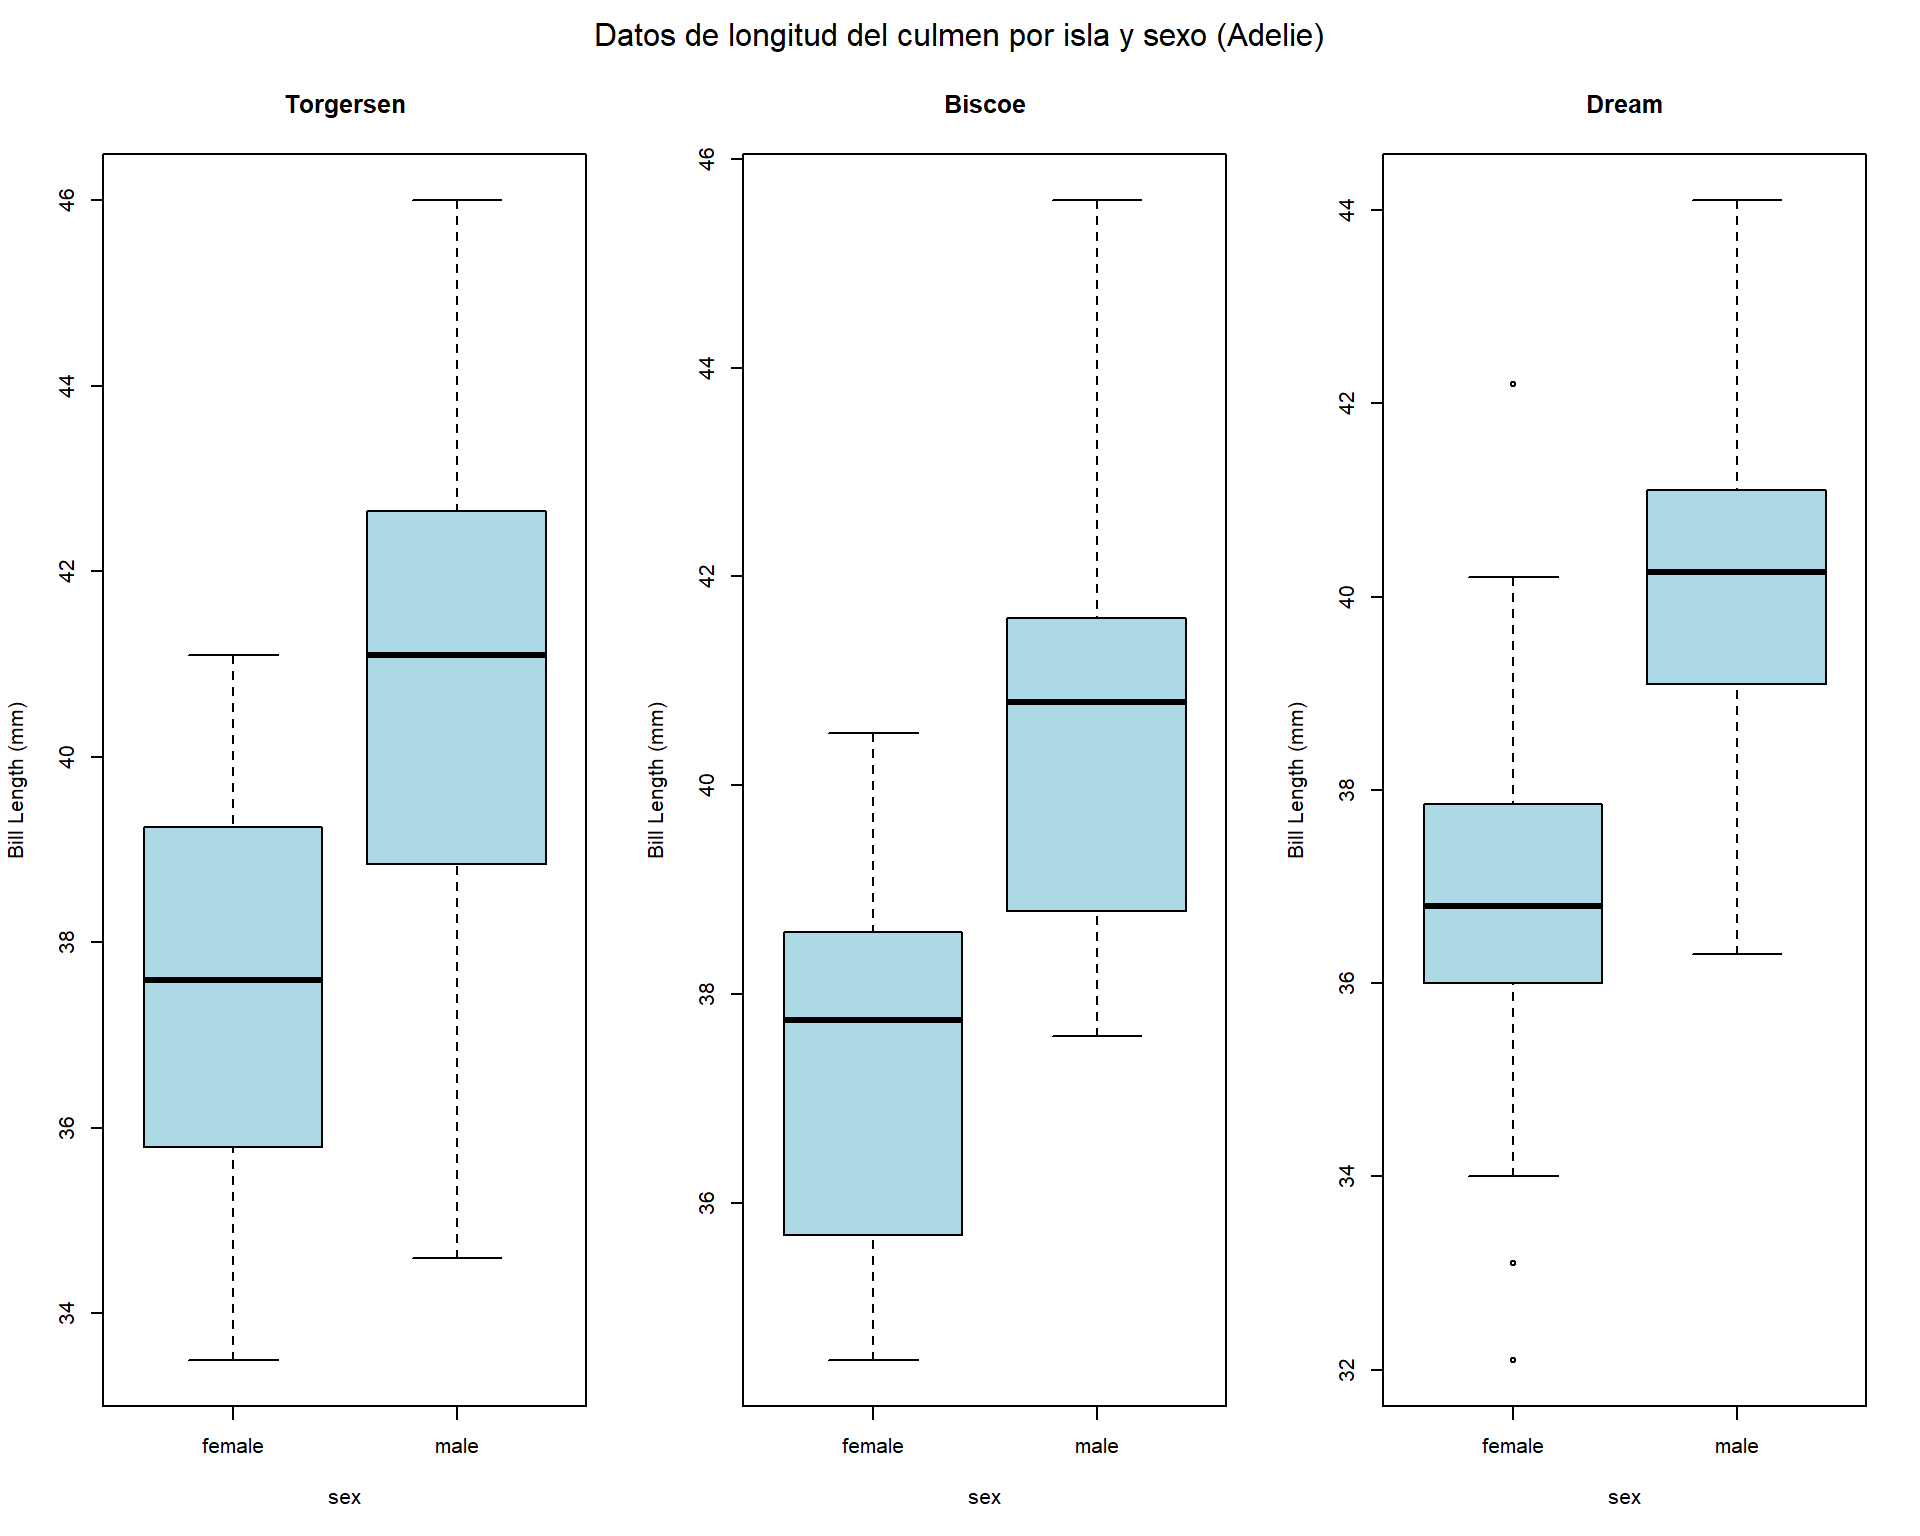 Datos de longitud del culmen por isla y sexo (Adelie)
Torgersen
Bill Length (mm)
46
44
42
40
38
36
34
female male
sex
Biscoe
Bill Length (mm)
46
44
42
40
38
36
female male
sex
Dream
Bill Length (mm)
44
42
40
38
36
34
32
female male
sex